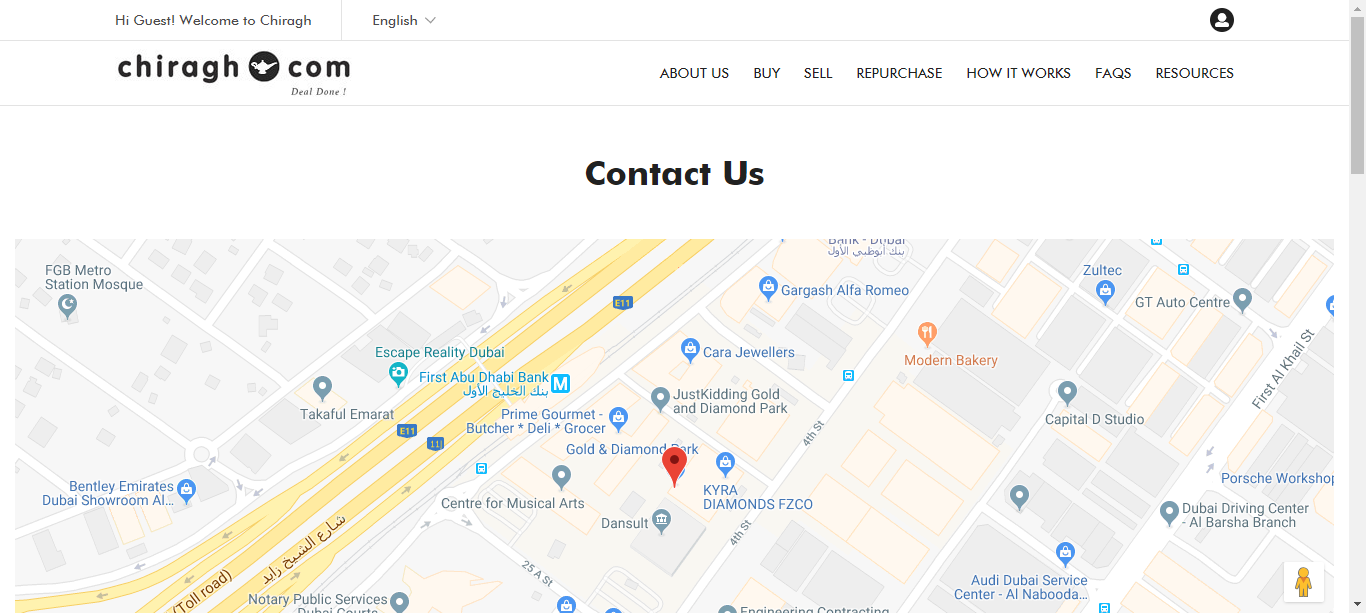 Hi Guest! Welcome to Chiragh
English
chiragh com
Deal Done !
ABOUT US
BUY
SELL
REPURCHASE
HOW IT WORKS
FAQS
RESOURCES
Contact Us
FGB Metro
Station Mosque
Bank - Dubai
بنك أبوظبي الأول
Zultec
Gargash Alfa Romeo
GT Auto Centre
E11
Escape Reality Dubai
Cara Jewellers
Modern Bakery
First Al Khail St
First Abu Dhabi Bank
بنك الخليج الأول
M
Takaful Emarat
JustKidding Gold
and Diamond Park
Capital D Studio
Prime Gourmet -
Butcher * Deli * Grocer
E11
11
4th St
Gold & Diamond Park
Bentley Emirates
Dubai Showroom Al...
KYRA
DIAMONDS FZCO
Porsche Workshop
Centre for Musical Arts
Dansult
4th St
Dubai Driving Center
- Al Barsha Branch
شارع الشيخ زايد
(Toll road)
25 A St
Audi Dubai Service
Center - Al Nabooda...
Notary Public Services
Dubai Courts
Engineering Contracting